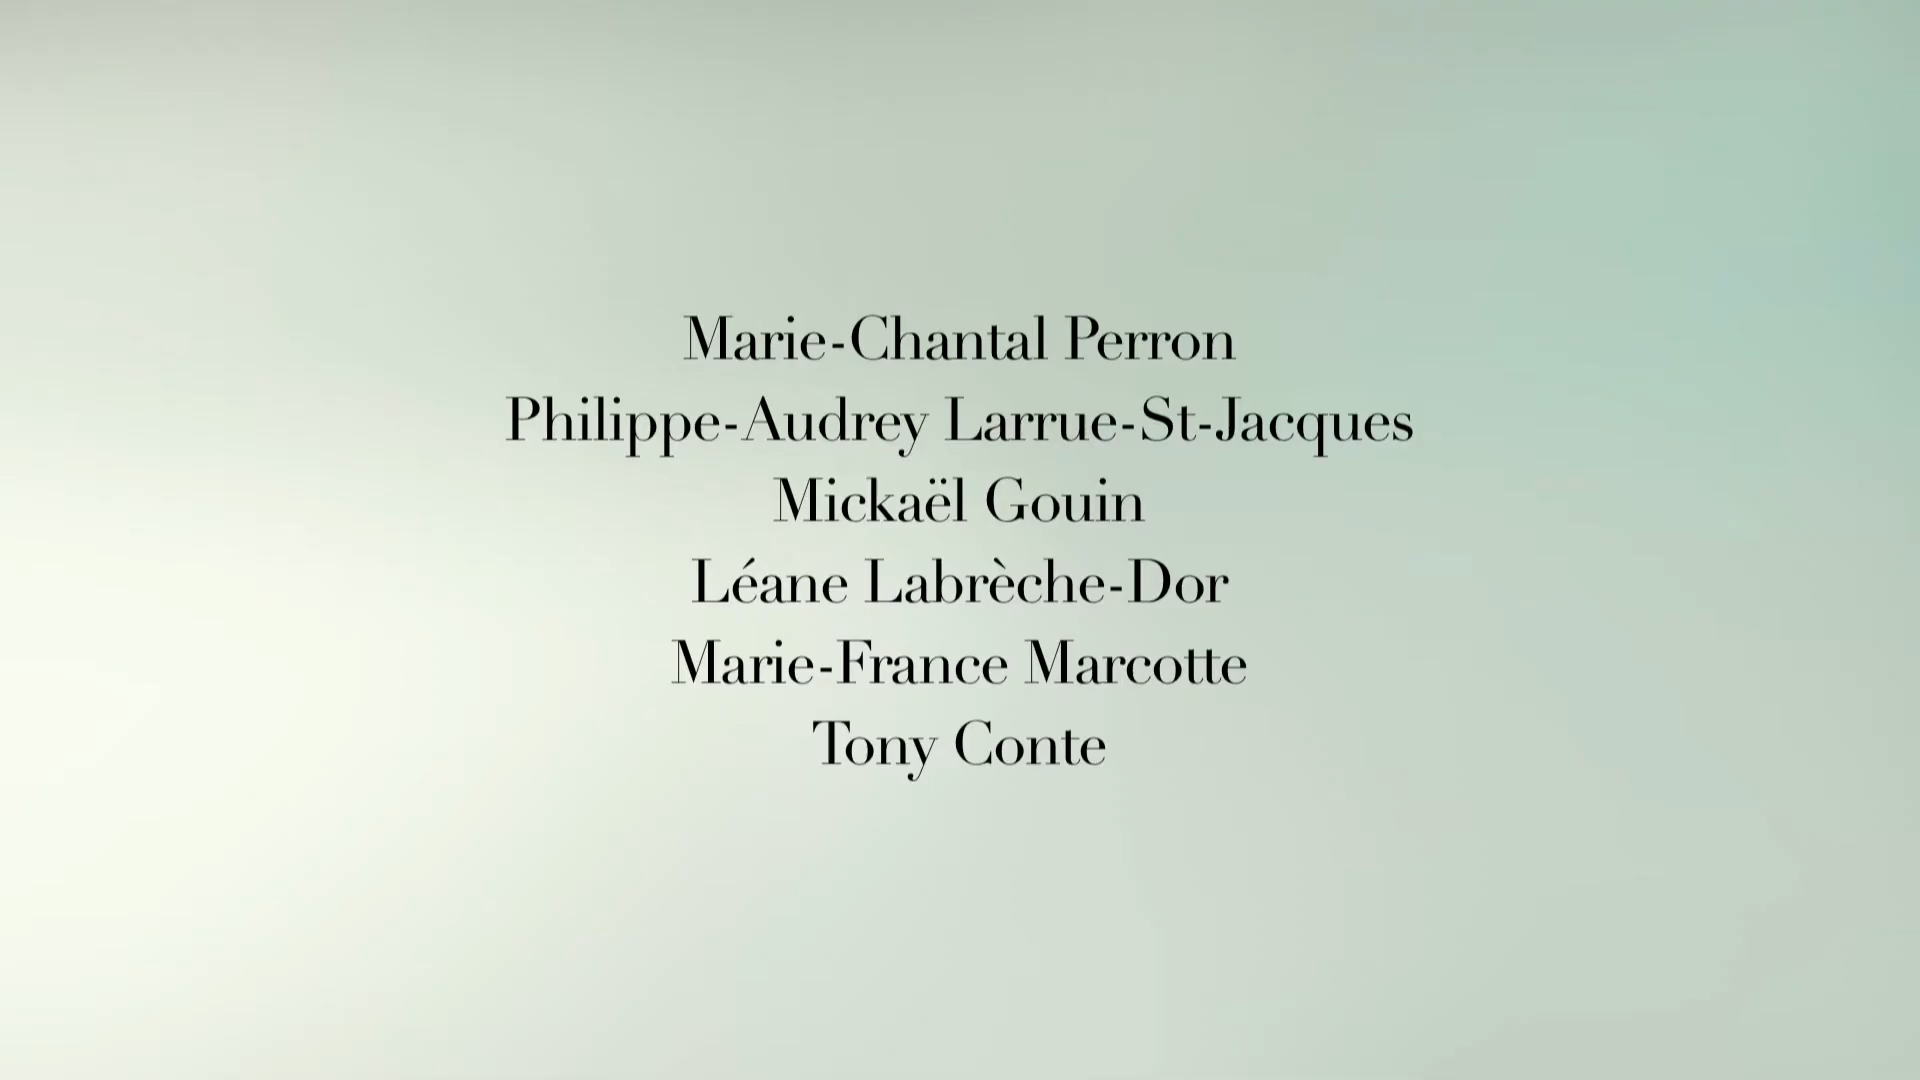 Marie-Chantal Perron
Philippe-Audrey Larrue-St-Jacques
Mickaël Gouin
Léane Labrèche-Dor
Marie-France Marcotte
Tony Conte